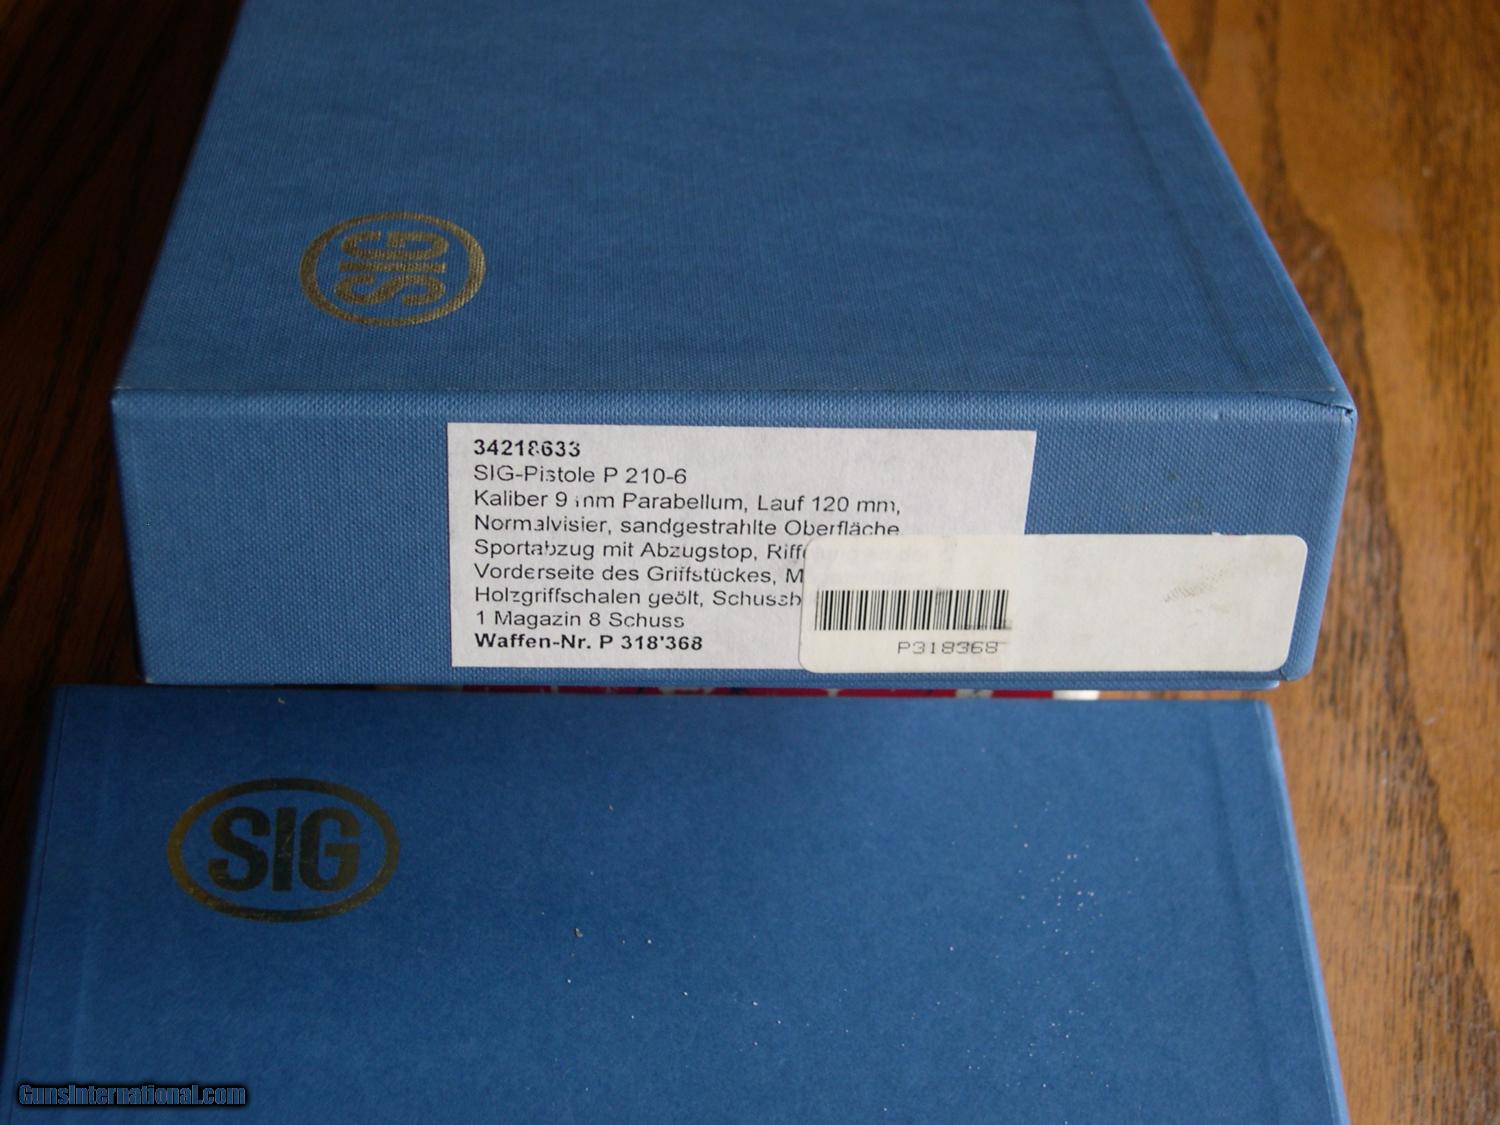 SIG
34218633
SIG-Pistole P 210-6
Kaliber 9 mm Parabellum, Lauf 120 mm,
Normalvisier, sandgestrahlte Oberfläche,
Sportabzug mit Abzugstop,
Vorderseite des Griffstückes,
Holzgriffschalen geölt,
1 Magazin 8 Schuss
Waffen-Nr. P 318'368
P318368
SIG
GunsInternational.com